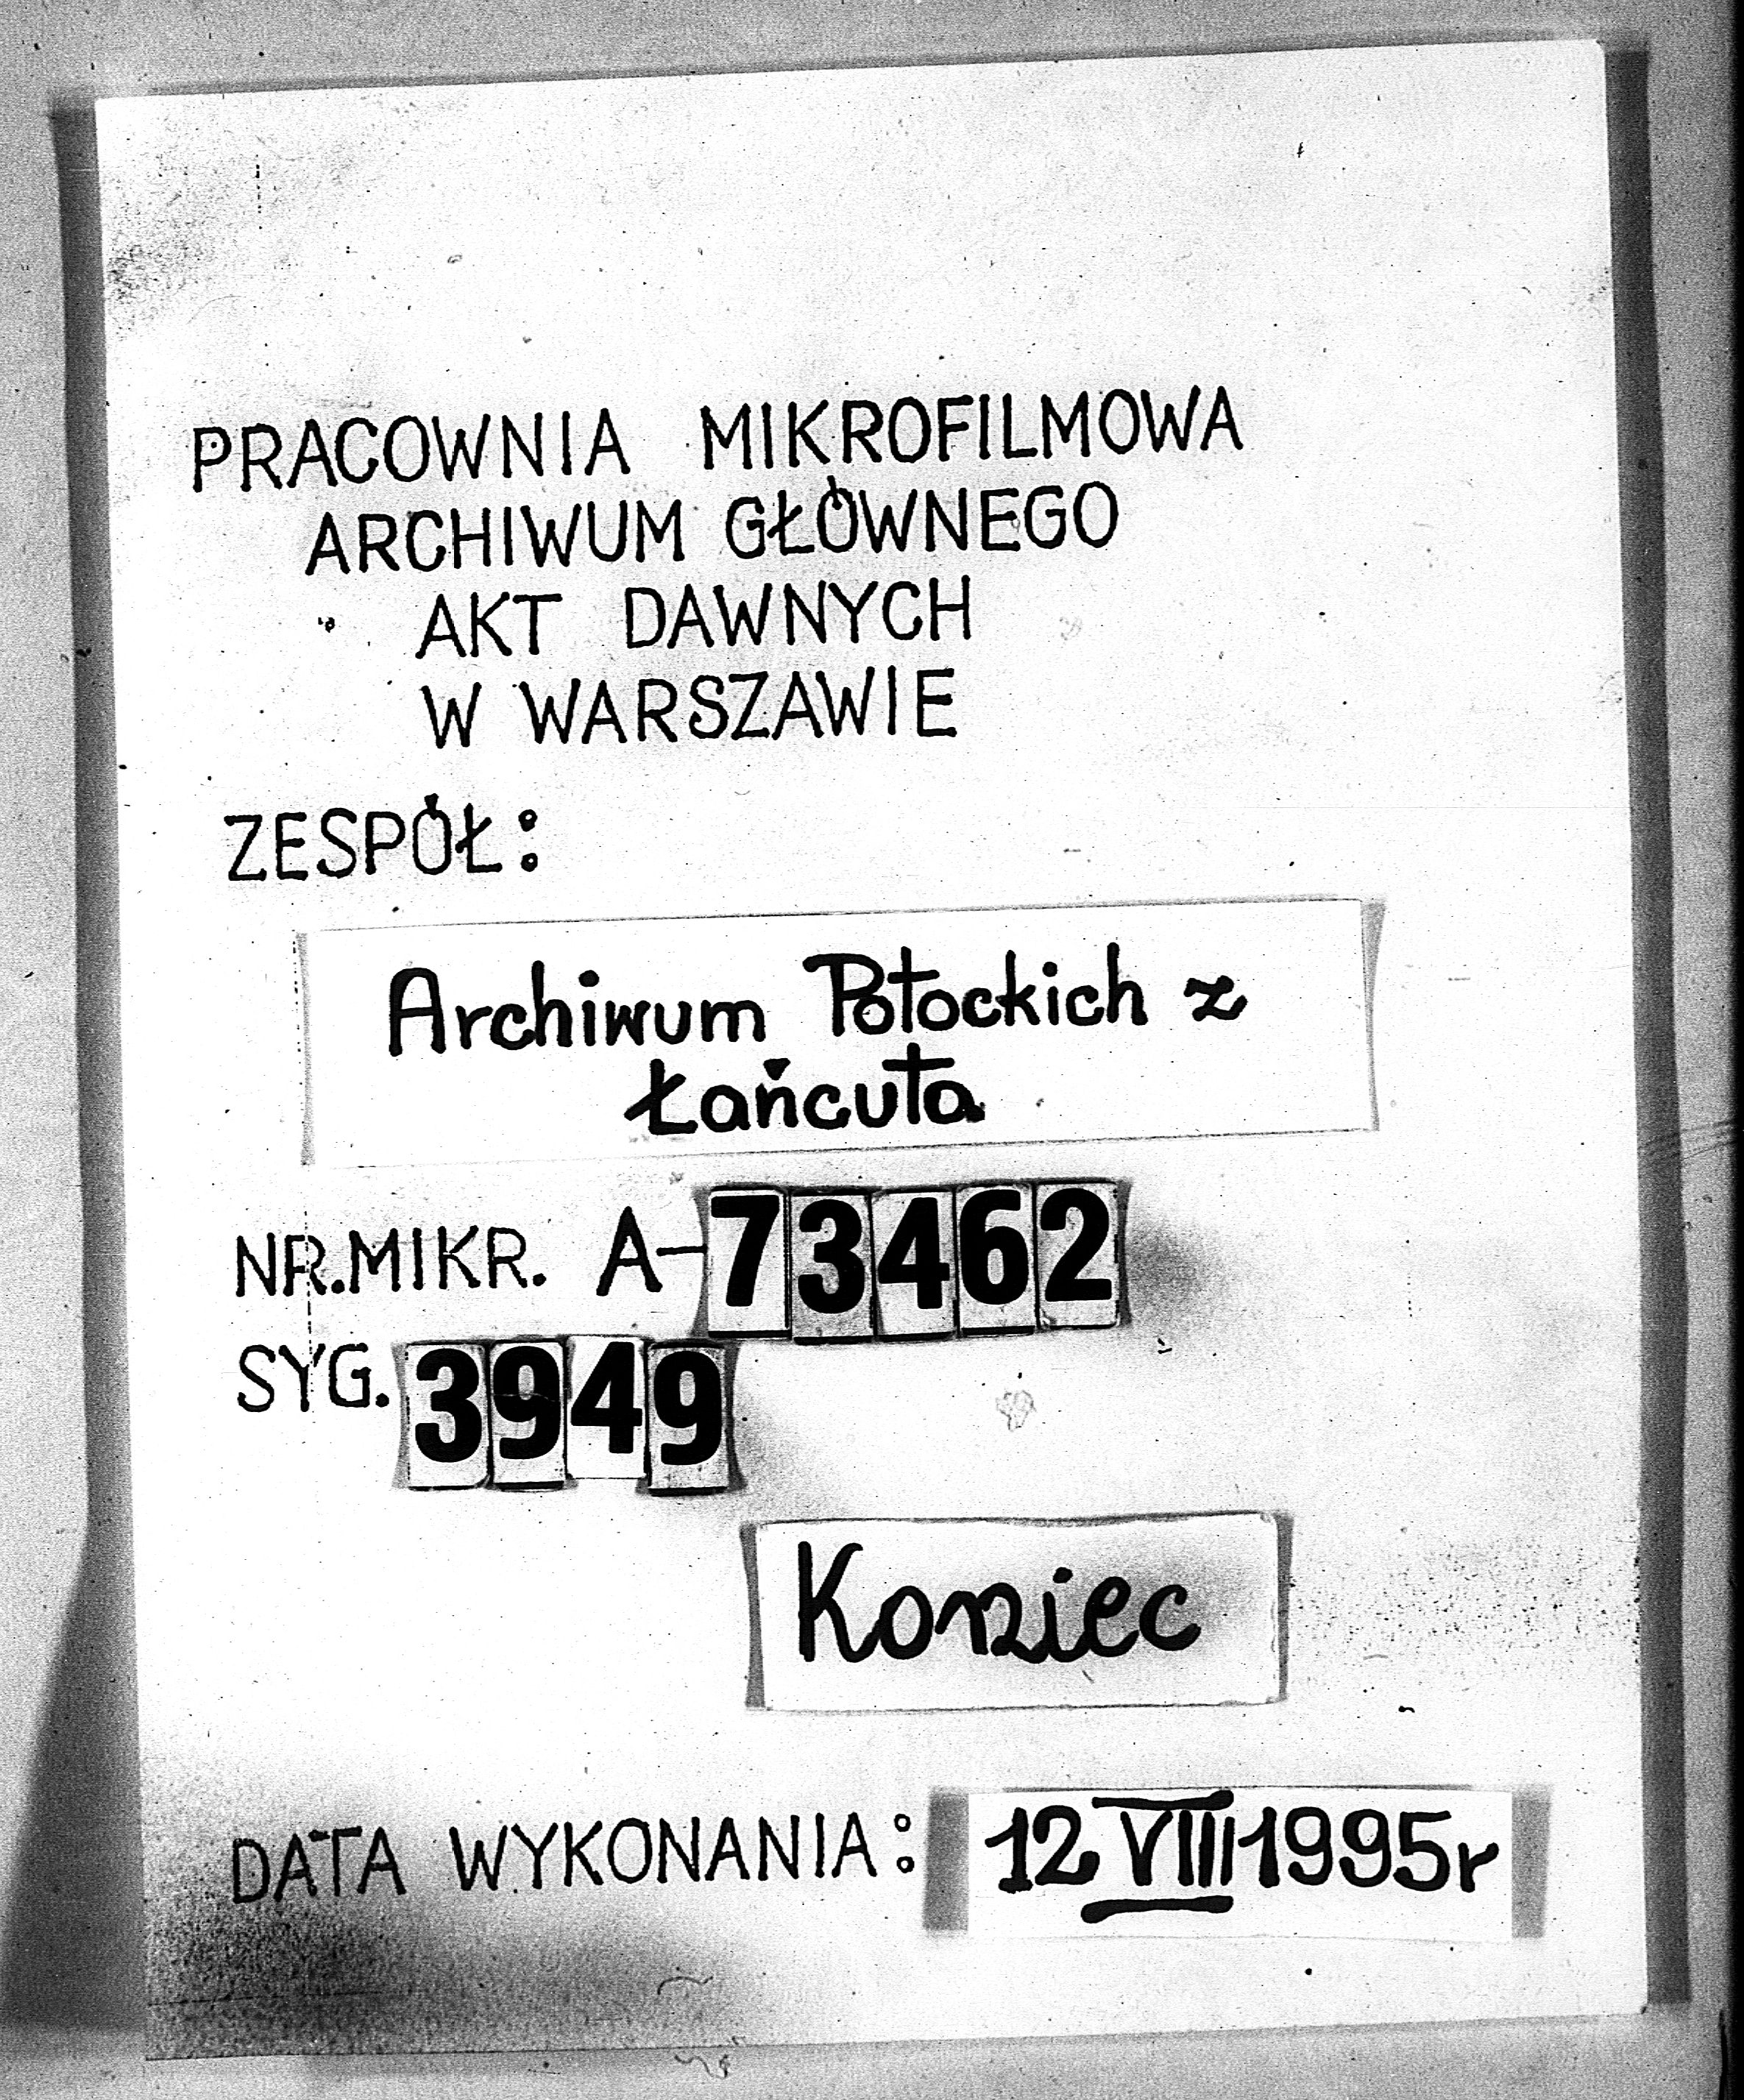 PRACOWNIA MIKROFILMOWA
ARCHIWUM GŁÓWNEGO
AKT DAWNYCH
W WARSZAWIE
ZESPÓŁ:
Archiwum Potockich z
Łańcuta
NR.MIKR. A-73462
SYG. 3949
Koniec
DATA WYKONANIA: 12 VIII 1995r